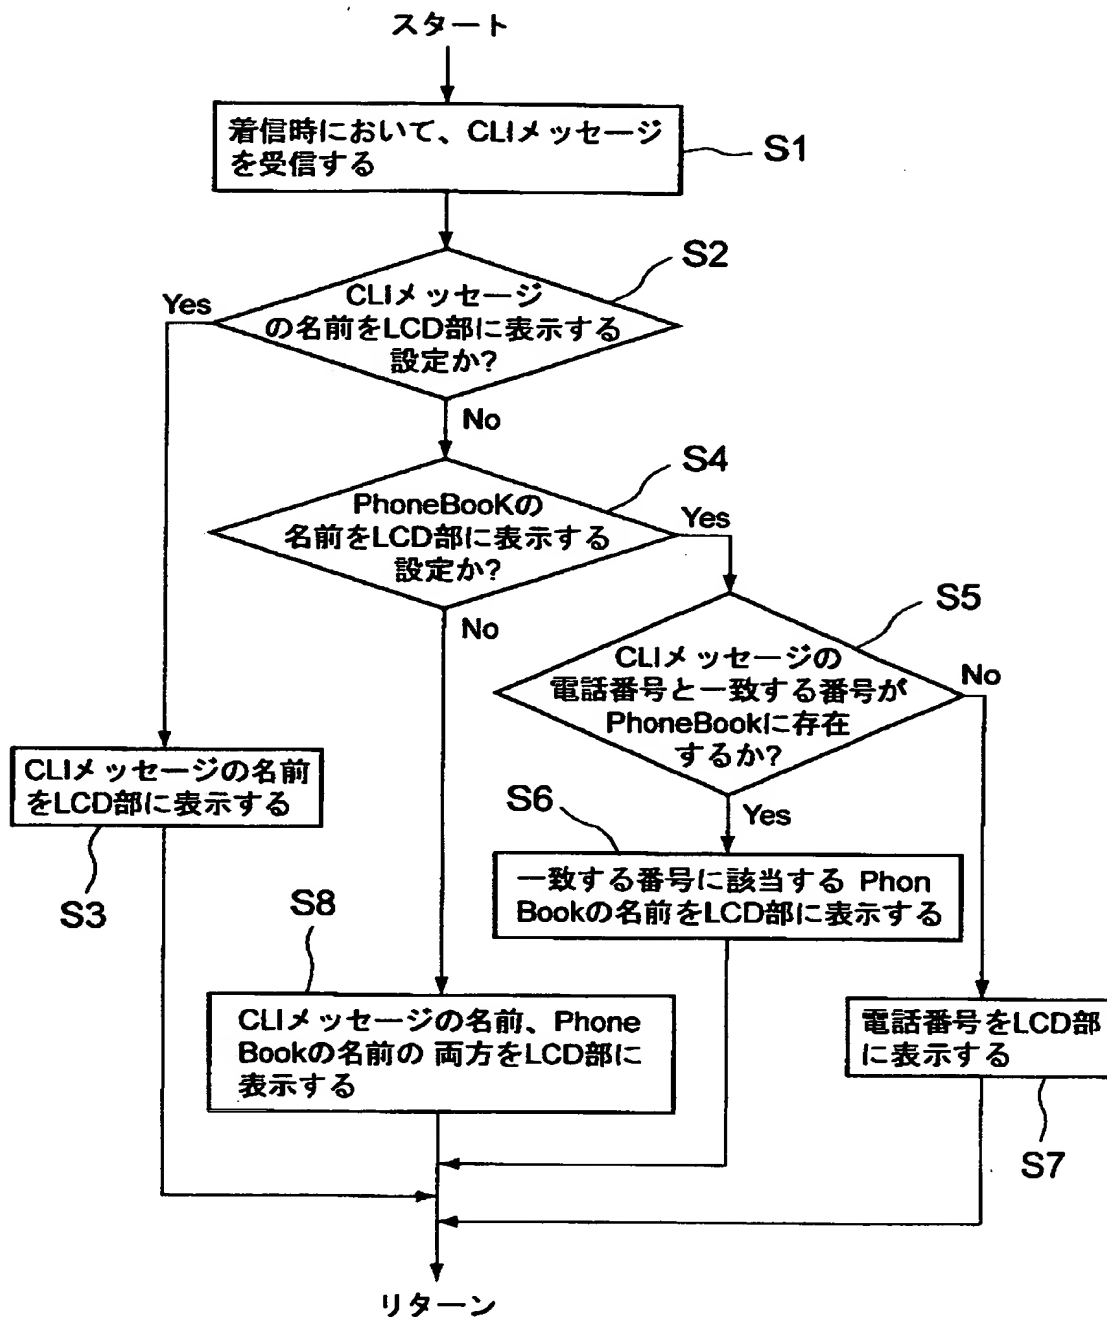 スタート
着信時において、CLIメッセージ
を受信する
S1
S2
Yes
CLIメッセージ
の名前をLCD部に表示する
設定か?
No
S4
PhoneBooKの
名前をLCD部に表示する
設定か?
Yes
No
S5
CLIメッセージの
電話番号と一致する番号が
PhoneBookに存在
するか?
No
Yes
CLIメッセージの名前
をLCD部に表示する
S3
S6
一致する番号に該当する Phon
Bookの名前をLCD部に表示する
S8
CLIメッセージの名前、Phone
Bookの名前の 両方をLCD部に
表示する
電話番号をLCD部
に表示する
S7
リターン